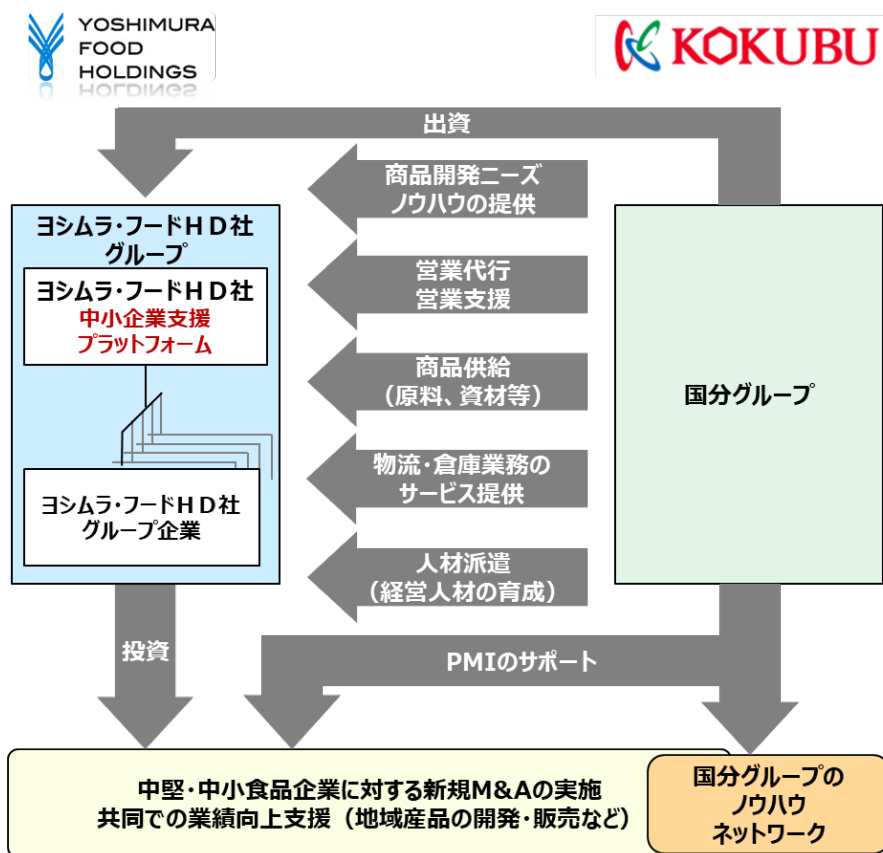 YOSHIMURA
FOOD
HOLDINGS
KOKUBU
出資
商品開発ニーズ
ノウハウの提供
ヨシムラ・フードHD社
グループ
ヨシムラ・フードHD社
中小企業支援
プラットフォーム
営業代行
営業支援
商品供給
（原料、資材等）
国分グループ
物流・倉庫業務の
サービス提供
ヨシムラ・フードHD社
グループ企業
人材派遣
（経営人材の育成）
投資
PMIのサポート
中堅・中小食品企業に対する新規M&Aの実施
共同での業績向上支援（地域産品の開発・販売など）
国分グループの
ノウハウ
ネットワーク